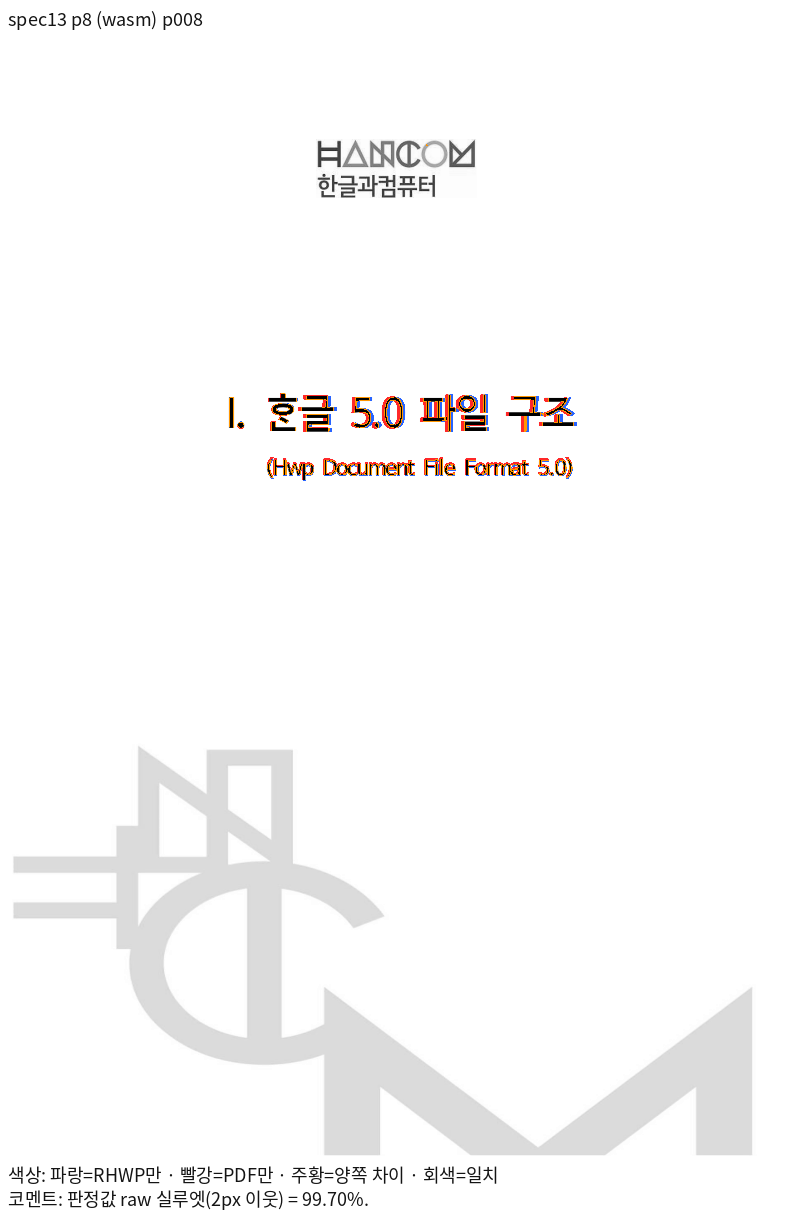 spec13 p8 (wasm) p008
HANCOM
한글과컴퓨터
I. 한글 5.0 파일 구조
(Hwp Document File Format 5.0)
색상: 파랑=RHWP만 · 빨강=PDF만 · 주황=양쪽 차이 · 회색=일치
코멘트: 판정값 raw 실루엣(2px 이웃) = 99.70%.